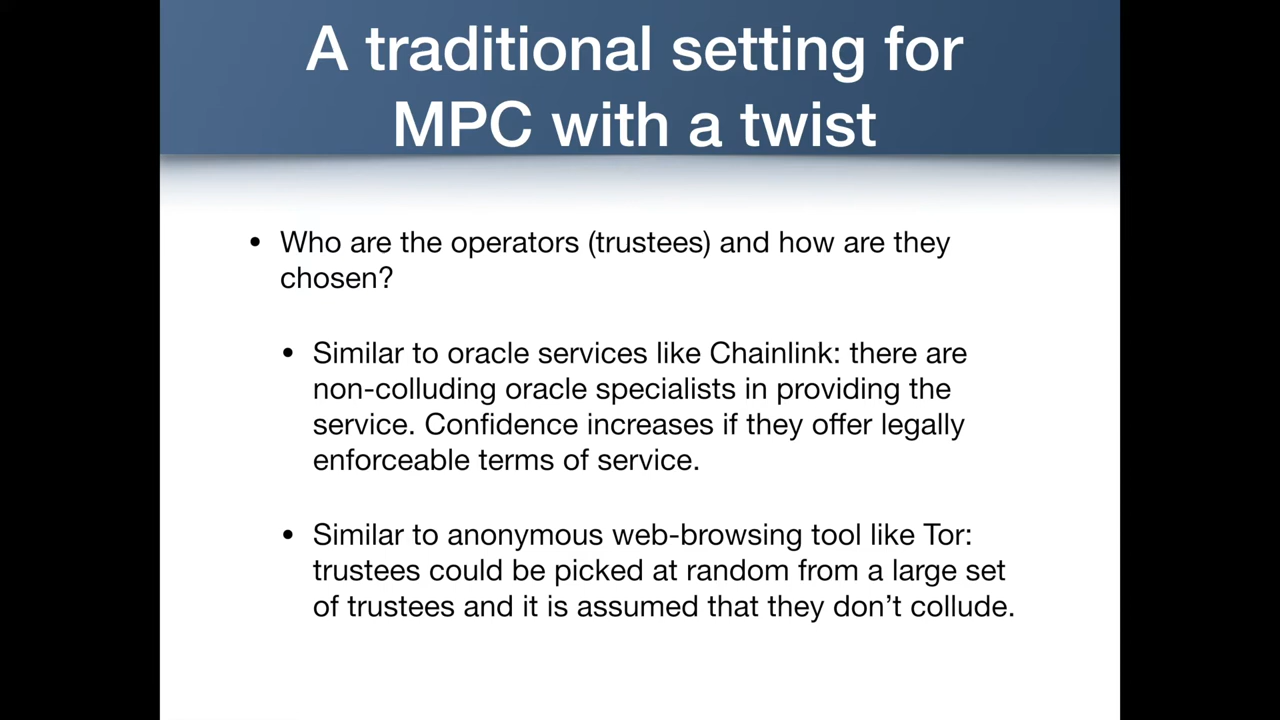 A traditional setting for
MPC with a twist
• Who are the operators (trustees) and how are they
chosen?
• Similar to oracle services like Chainlink: there are
non-colluding oracle specialists in providing the
service. Confidence increases if they offer legally
enforceable terms of service.
• Similar to anonymous web-browsing tool like Tor:
trustees could be picked at random from a large set
of trustees and it is assumed that they don’t collude.